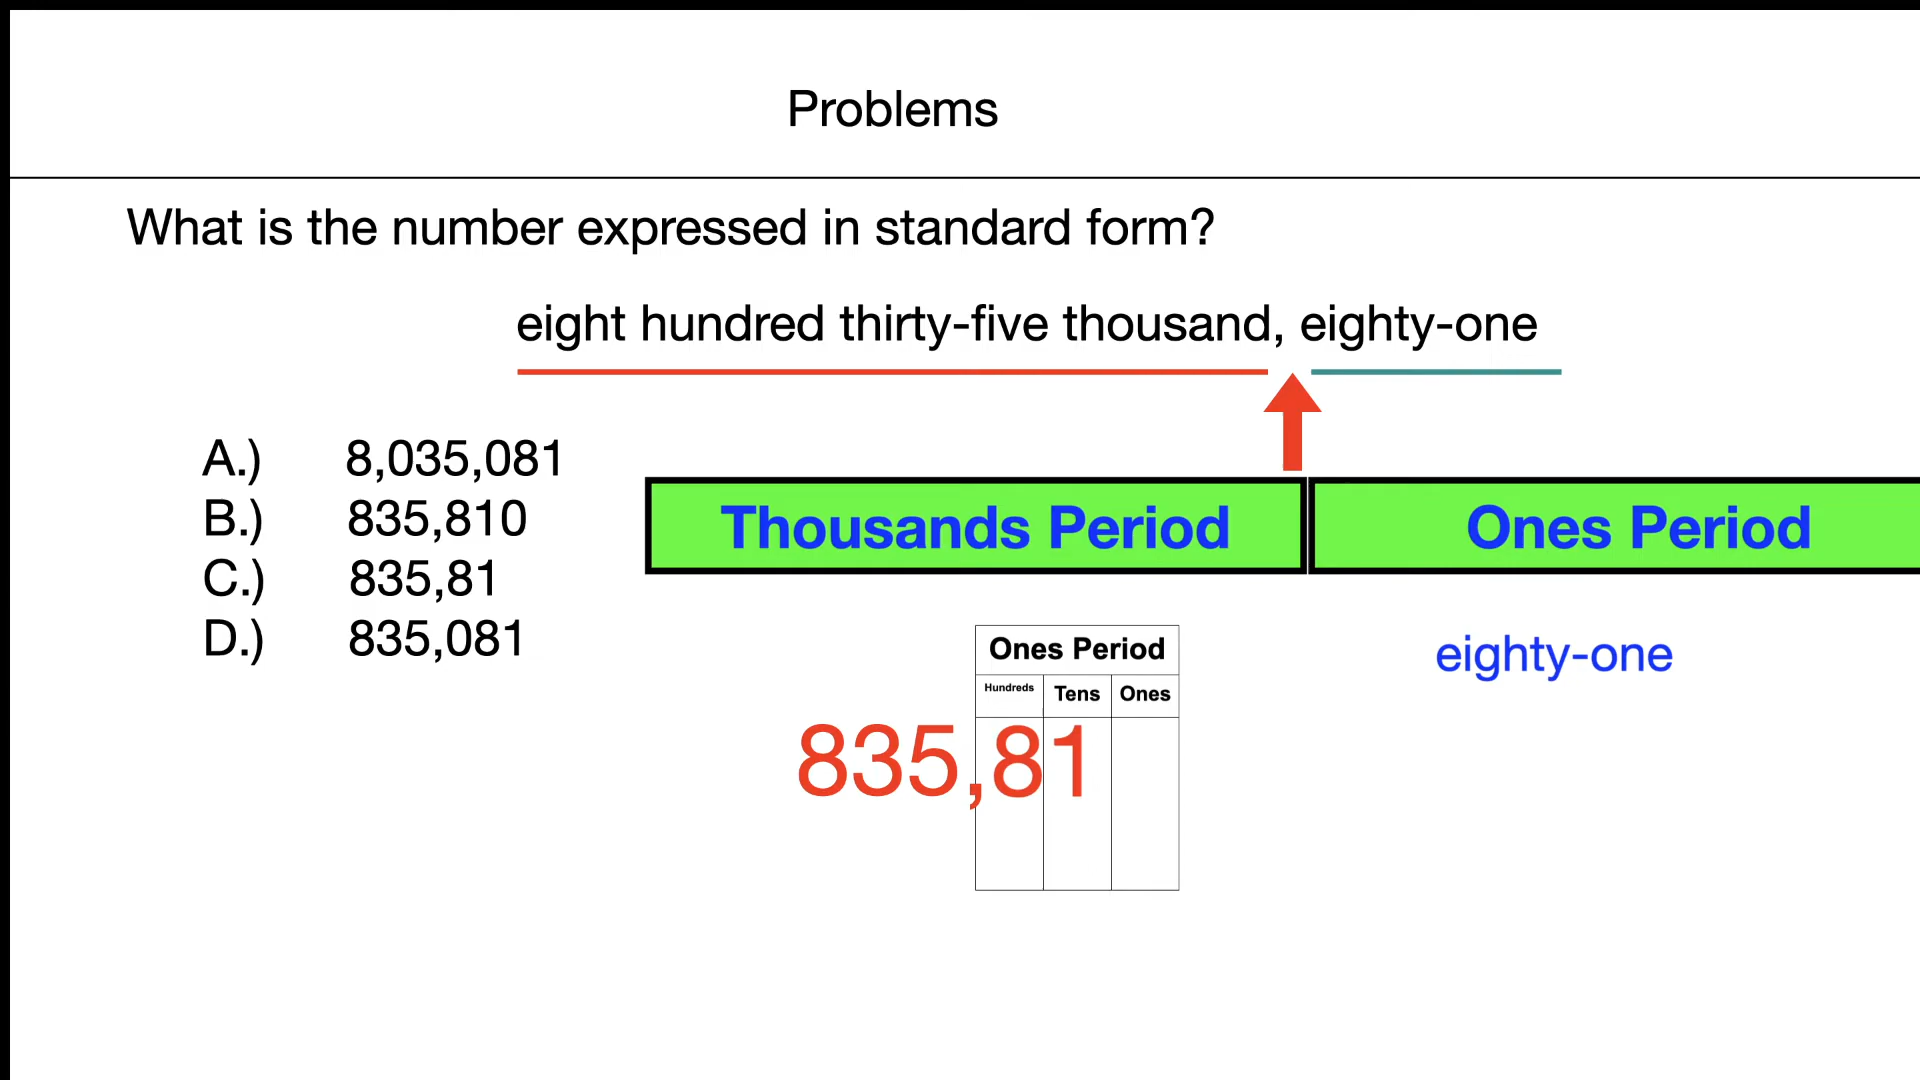 Problems
What is the number expressed in standard form?
eight hundred thirty-five thousand, eighty-one
A.) 8,035,081
B.) 835,810
C.) 835,81
D.) 835,081
Thousands Period Ones Period
Ones Period
Hundreds Tens Ones
835,81
eighty-one